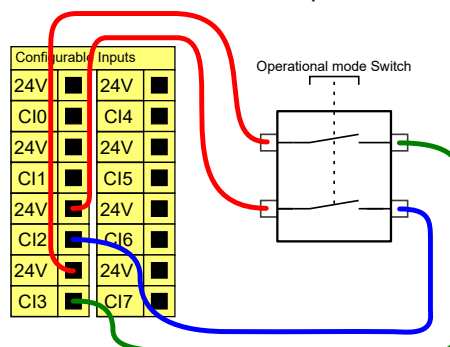 Configurable Inputs
Operational mode Switch
24V 24V
CI0 CI4
24V 24V
CI1 CI5
24V 24V
CI2 CI6
24V 24V
CI3 CI7